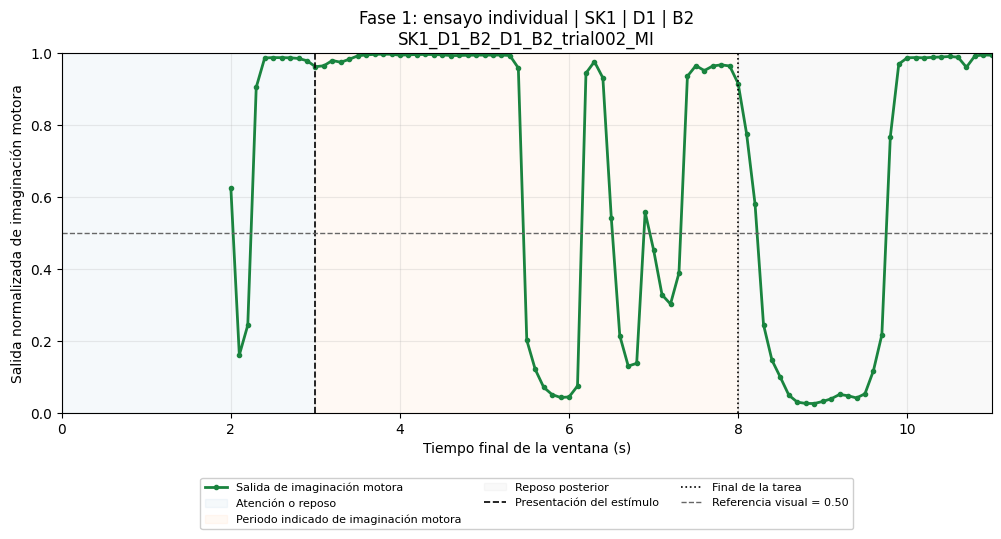 Fase 1: ensayo individual | SK1 | D1 | B2
SK1_D1_B2_D1_B2_trial002_MI
Salida normalizada de imaginación motora
1.0
0.8
0.6
0.4
0.2
0.0
0 2 4 6 8 10
Tiempo final de la ventana (s)
Salida de imaginación motora
Atención o reposo
Periodo indicado de imaginación motora
Reposo posterior
Presentación del estímulo
Final de la tarea
Referencia visual = 0.50